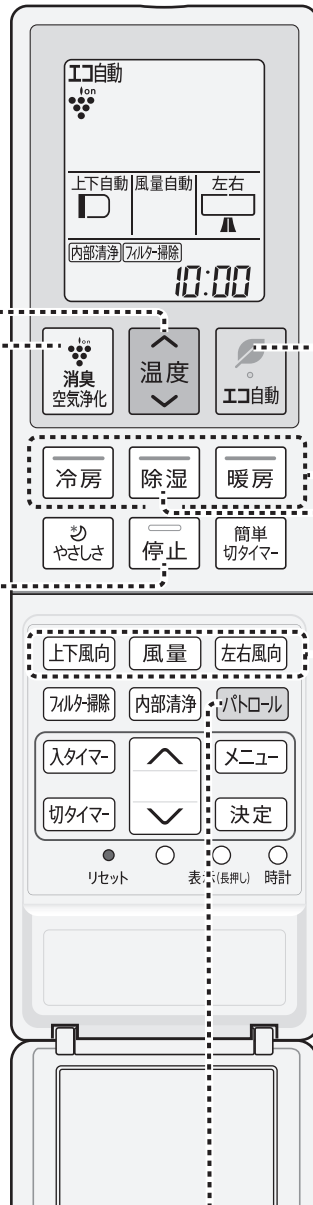 エコ自動
ion
上下自動 風量自動 左右
内部清浄 フィルター掃除
10:00
ion
消臭
空気浄化
温度
エコ自動
冷房 除湿 暖房
やさしさ 停止 簡単
切タイマー
上下風向 風量 左右風向
フィルター掃除 内部清浄 パトロール
入タイマー メニュー
切タイマー 決定
リセット 表示(長押し) 時計